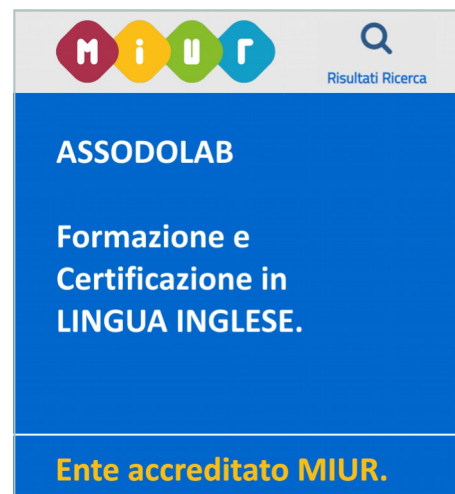 MIUr
Risultati Ricerca
ASSODOLAB
Formazione e
Certificazione in
LINGUA INGLESE.
Ente accreditato MIUR.